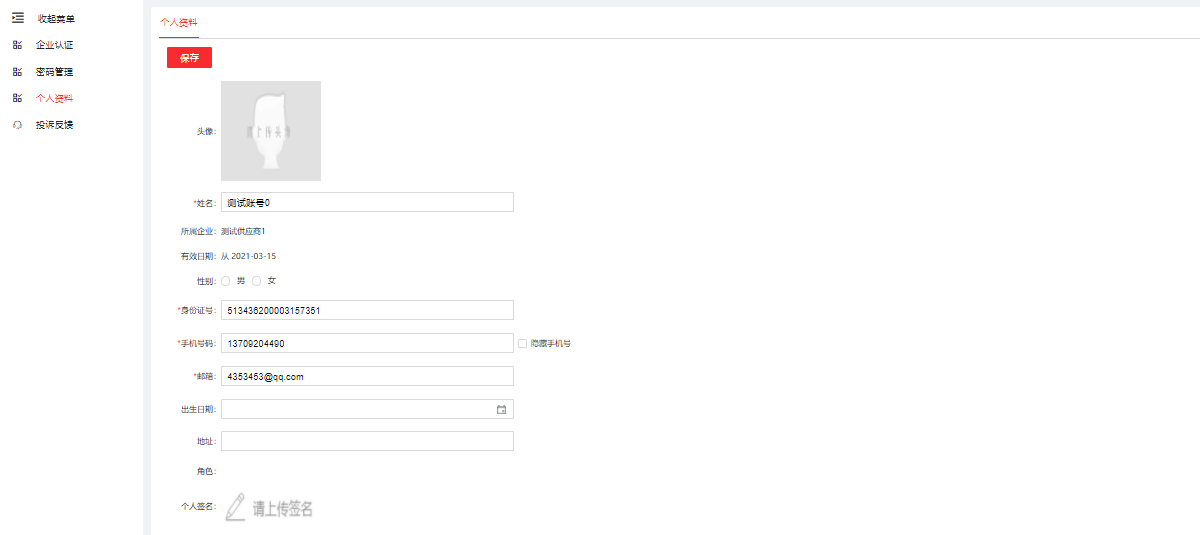 收起菜单
企业认证
密码管理
个人资料
投诉反馈
个人资料
保存
头像:
请上传头像
*姓名: 测试账号0
所属企业: 测试供应商1
有效日期: 从 2021-03-15
性别: 男 女
*身份证号: 513436200003157351
*手机号码: 13709204490 隐藏手机号
*邮箱: 4353453@qq.com
出生日期:
地址:
角色:
个人签名: 请上传签名